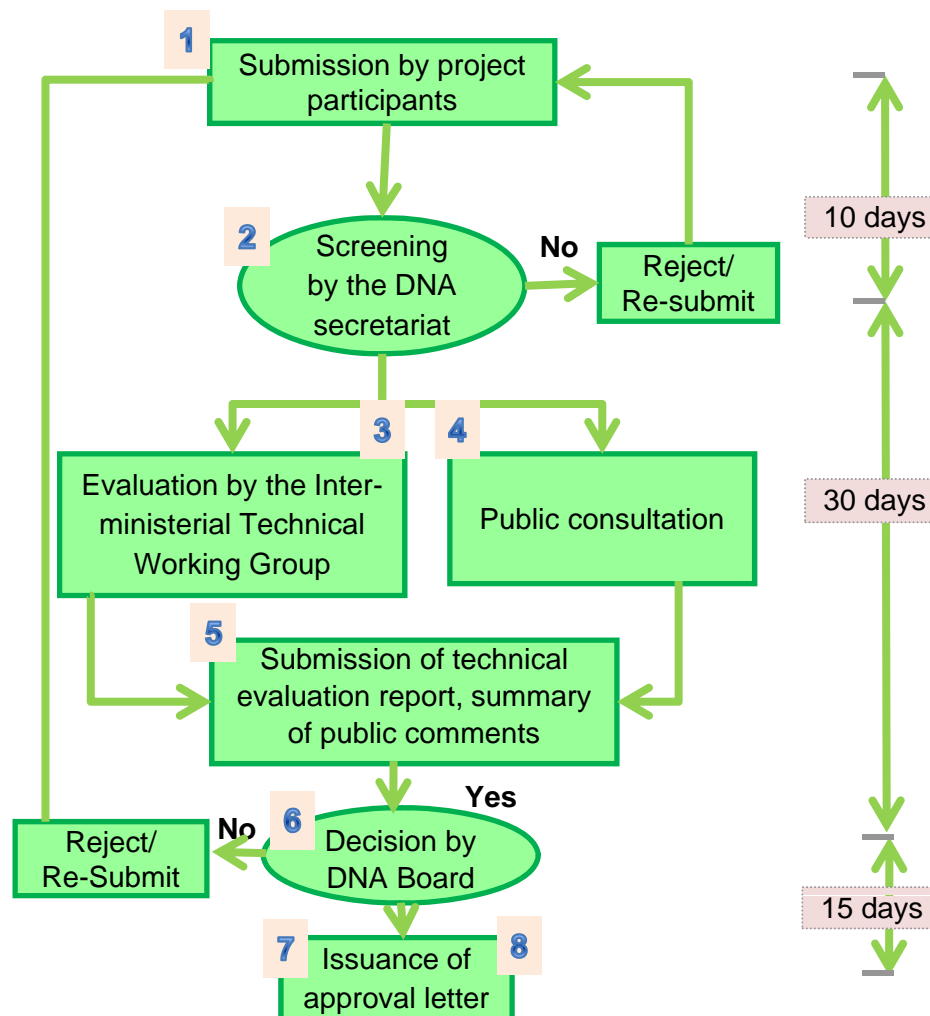 1
Submission by project
participants
10 days
2
Screening
by the DNA
secretariat
No
Reject/
Re-submit
3
4
Evaluation by the Inter-
ministerial Technical
Working Group
Public consultation
30 days
5
Submission of technical
evaluation report, summary
of public comments
Yes
6
Decision by
DNA Board
No
Reject/
Re-Submit
15 days
7
8
Issuance of
approval letter